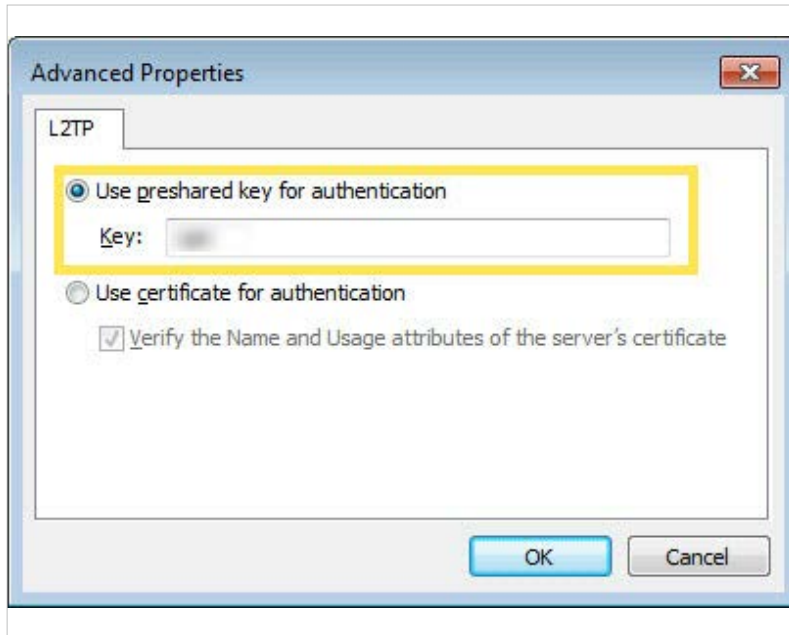 Advanced Properties
L2TP
Use preshared key for authentication
Key:
Use certificate for authentication
Verify the Name and Usage attributes of the server's certificate
OK
Cancel